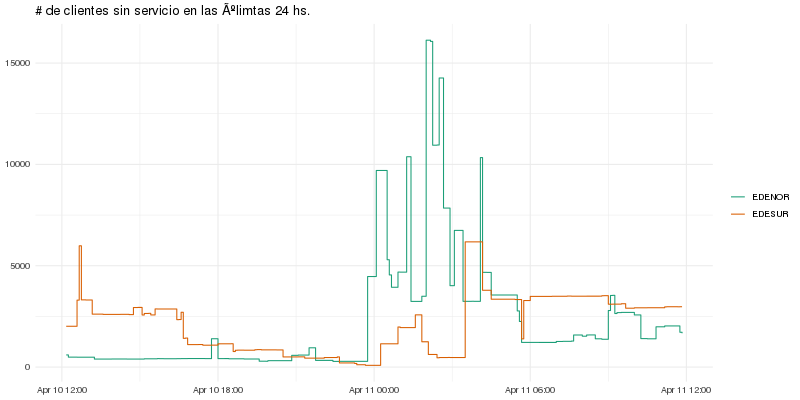 # de clientes sin servicio en las Ãºlimtas 24 hs.
15000
10000
5000
0
Apr 10 12:00
Apr 10 18:00
Apr 11 00:00
Apr 11 06:00
Apr 11 12:00
EDENOR
EDESUR